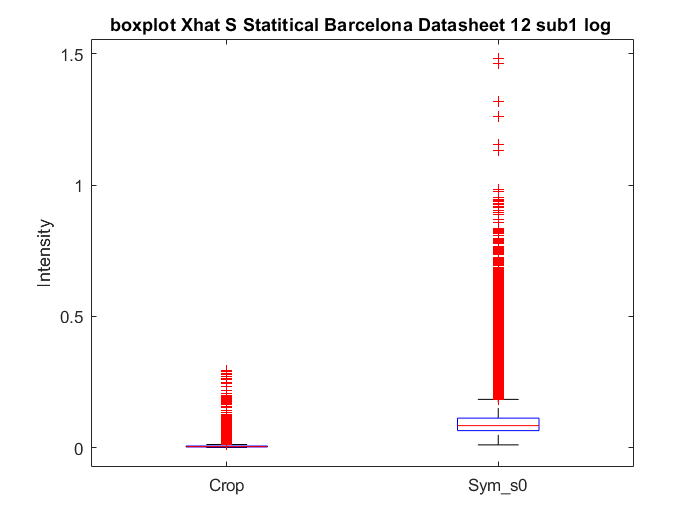 boxplot Xhat S Statitical Barcelona Datasheet 12 sub1 log
1.5
1
0.5
0
Intensity
Crop
Sym_s0